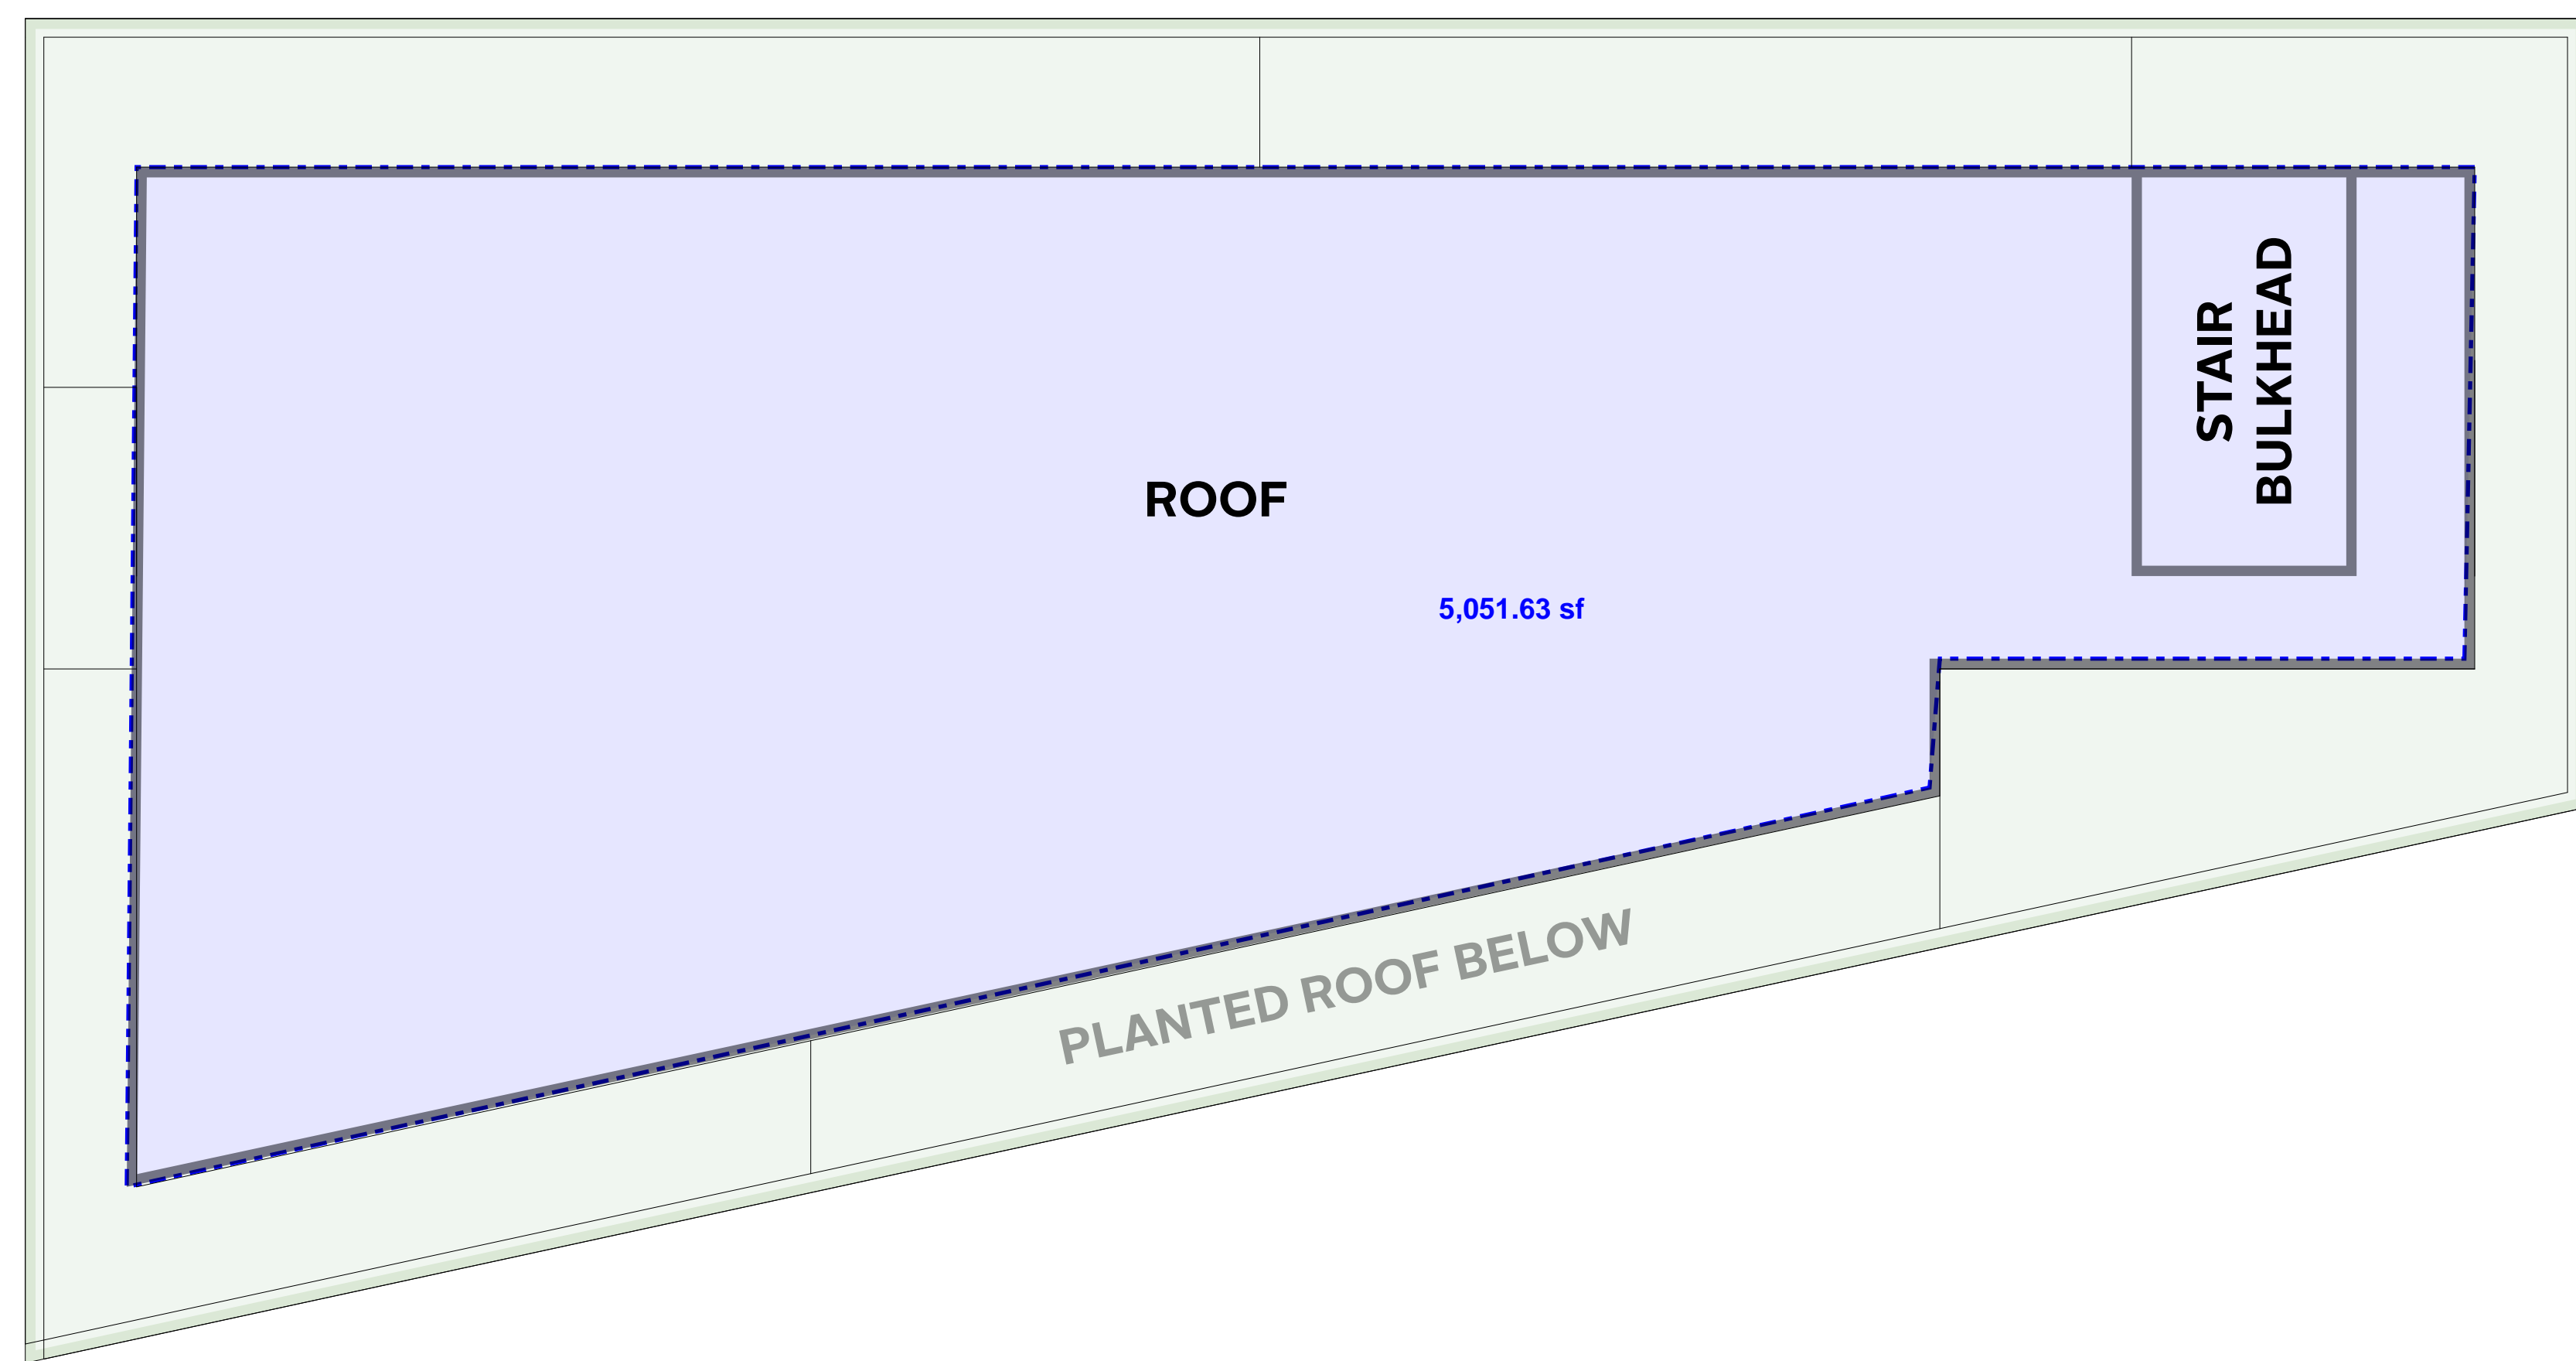 STAIR
BULKHEAD
ROOF
5,051.63 sf
PLANTED ROOF BELOW